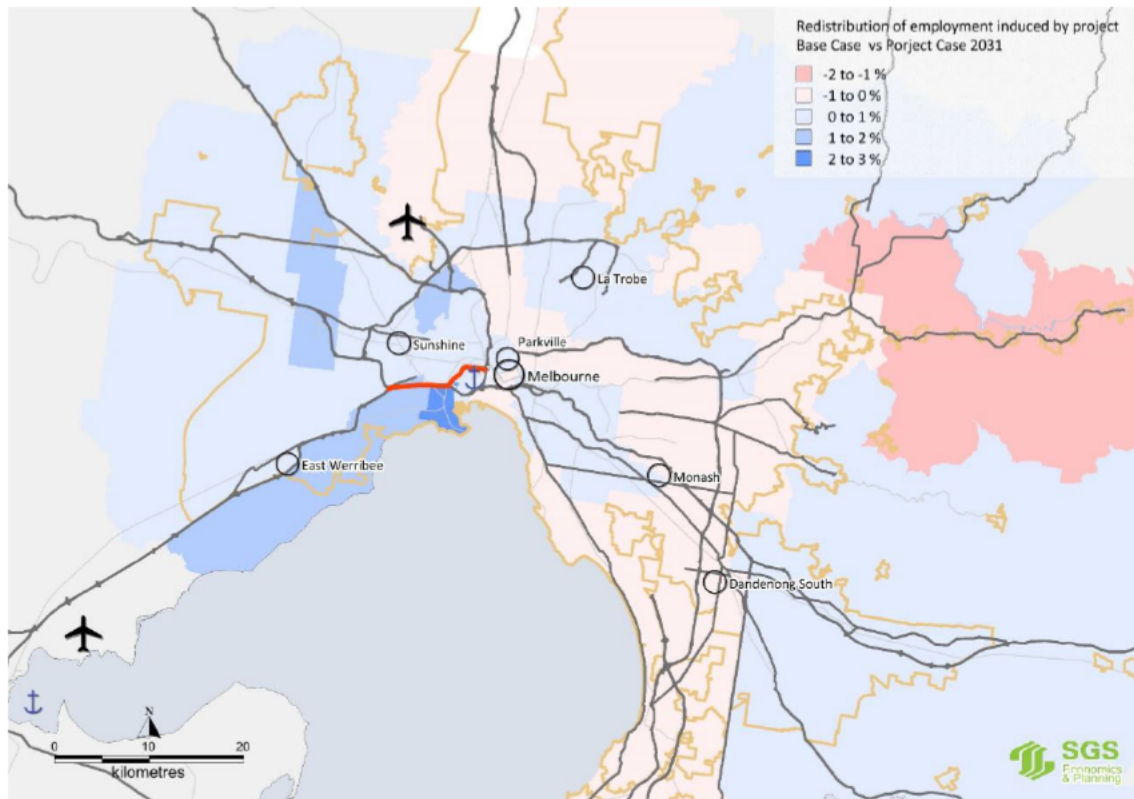 Redistribution of employment induced by project
Base Case vs Porject Case 2031
-2 to -1 %
-1 to 0 %
0 to 1 %
1 to 2 %
2 to 3 %
La Trobe
Sunshine
Parkville
Melbourne
East Werribee
Monash
Dandenong South
N
0 10 20
kilometres
SGS
Economics
& Planning